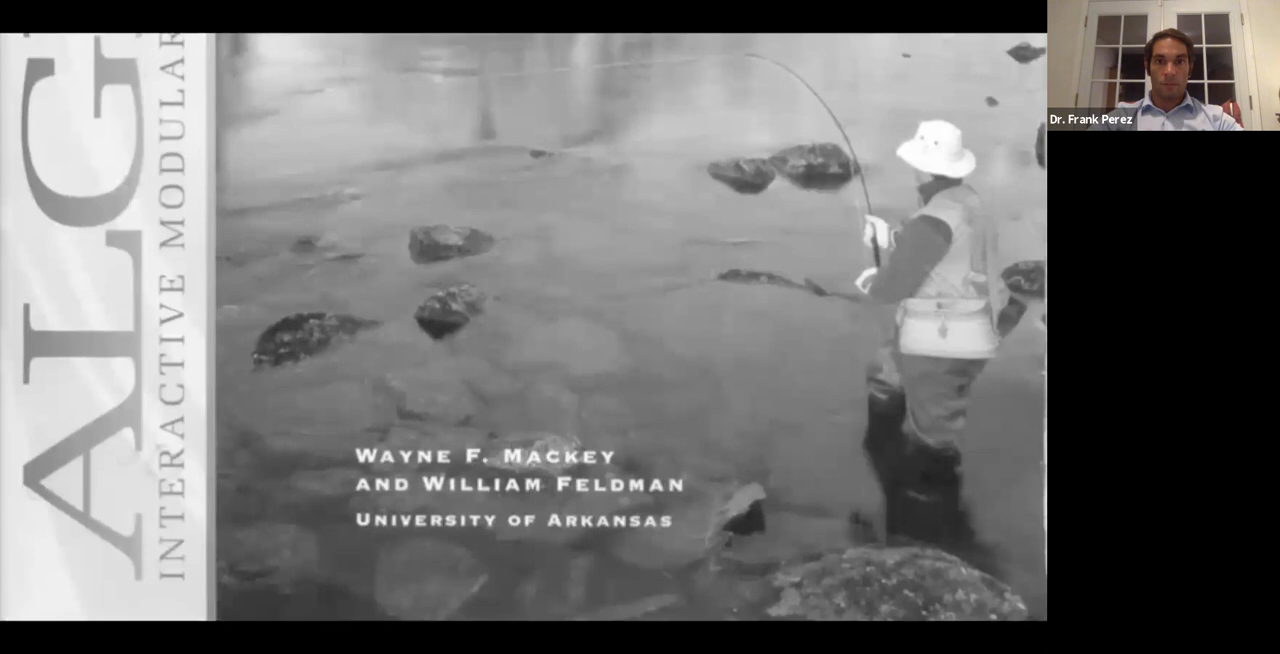 ALG
INTERACTIVE MODULAR
WAYNE F. MACKEY
AND WILLIAM FELDMAN
UNIVERSITY OF ARKANSAS
Dr. Frank Perez